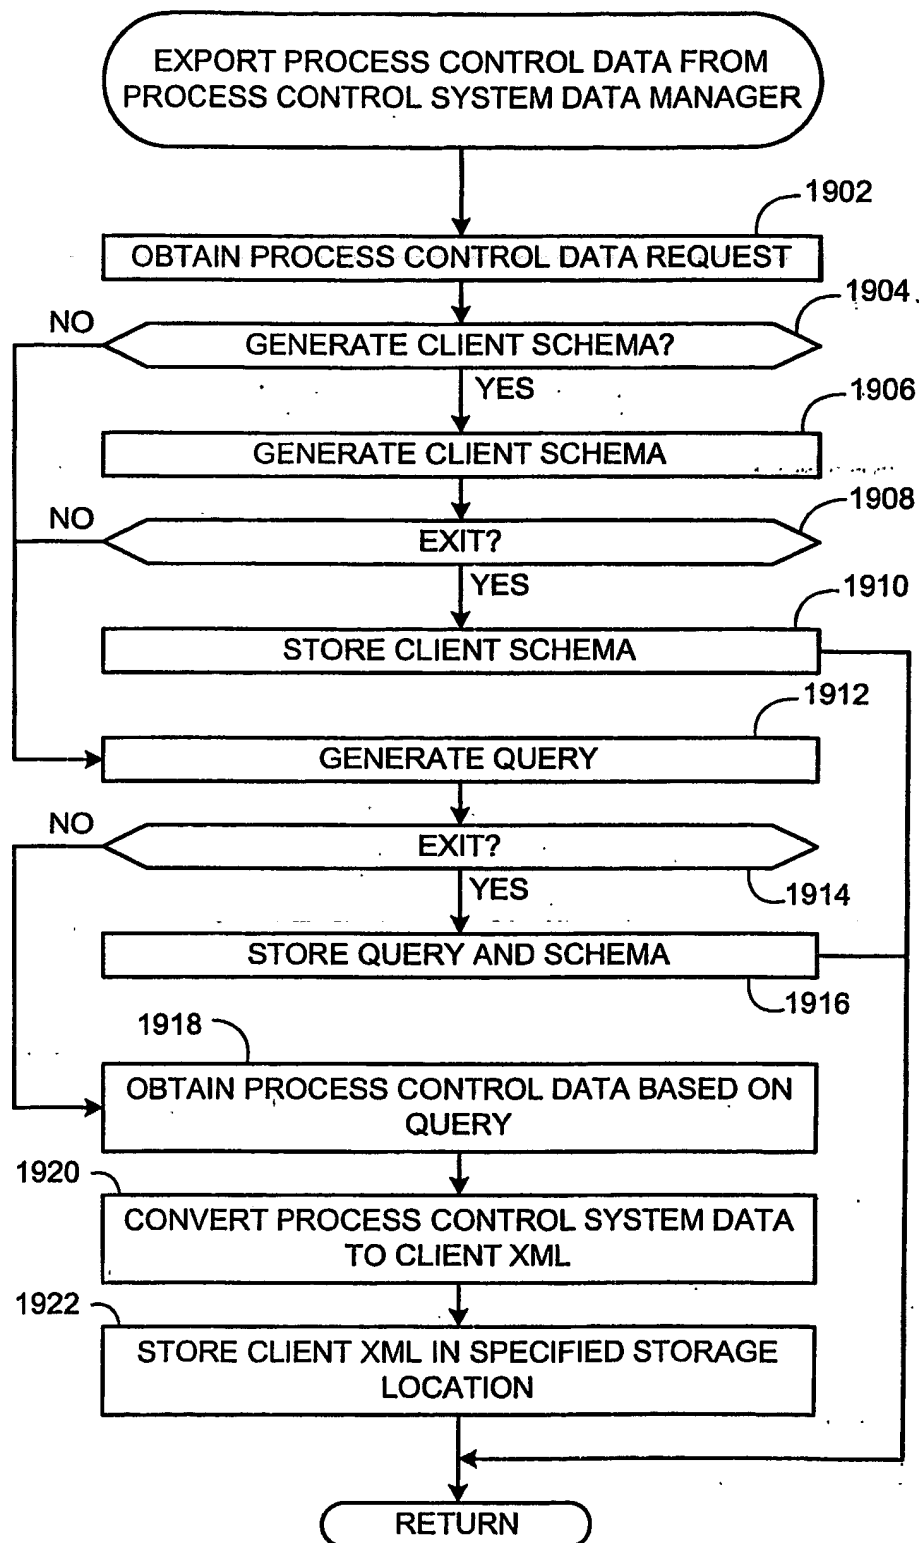 EXPORT PROCESS CONTROL DATA FROM
PROCESS CONTROL SYSTEM DATA MANAGER
1902
OBTAIN PROCESS CONTROL DATA REQUEST
1904
NO
GENERATE CLIENT SCHEMA?
YES
1906
GENERATE CLIENT SCHEMA
1908
NO
EXIT?
YES
1910
STORE CLIENT SCHEMA
1912
GENERATE QUERY
NO
EXIT?
YES
1914
STORE QUERY AND SCHEMA
1916
1918
OBTAIN PROCESS CONTROL DATA BASED ON
QUERY
1920
CONVERT PROCESS CONTROL SYSTEM DATA
TO CLIENT XML
1922
STORE CLIENT XML IN SPECIFIED STORAGE
LOCATION
RETURN